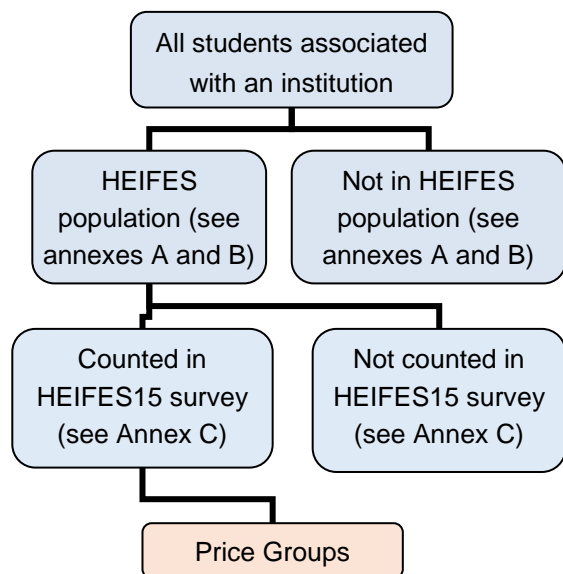 All students associated
with an institution
HEIFES
population (see
annexes A and B)
Not in HEIFES
population (see
annexes A and B)
Counted in
HEIFES15 survey
(see Annex C)
Not counted in
HEIFES15 survey
(see Annex C)
Price Groups